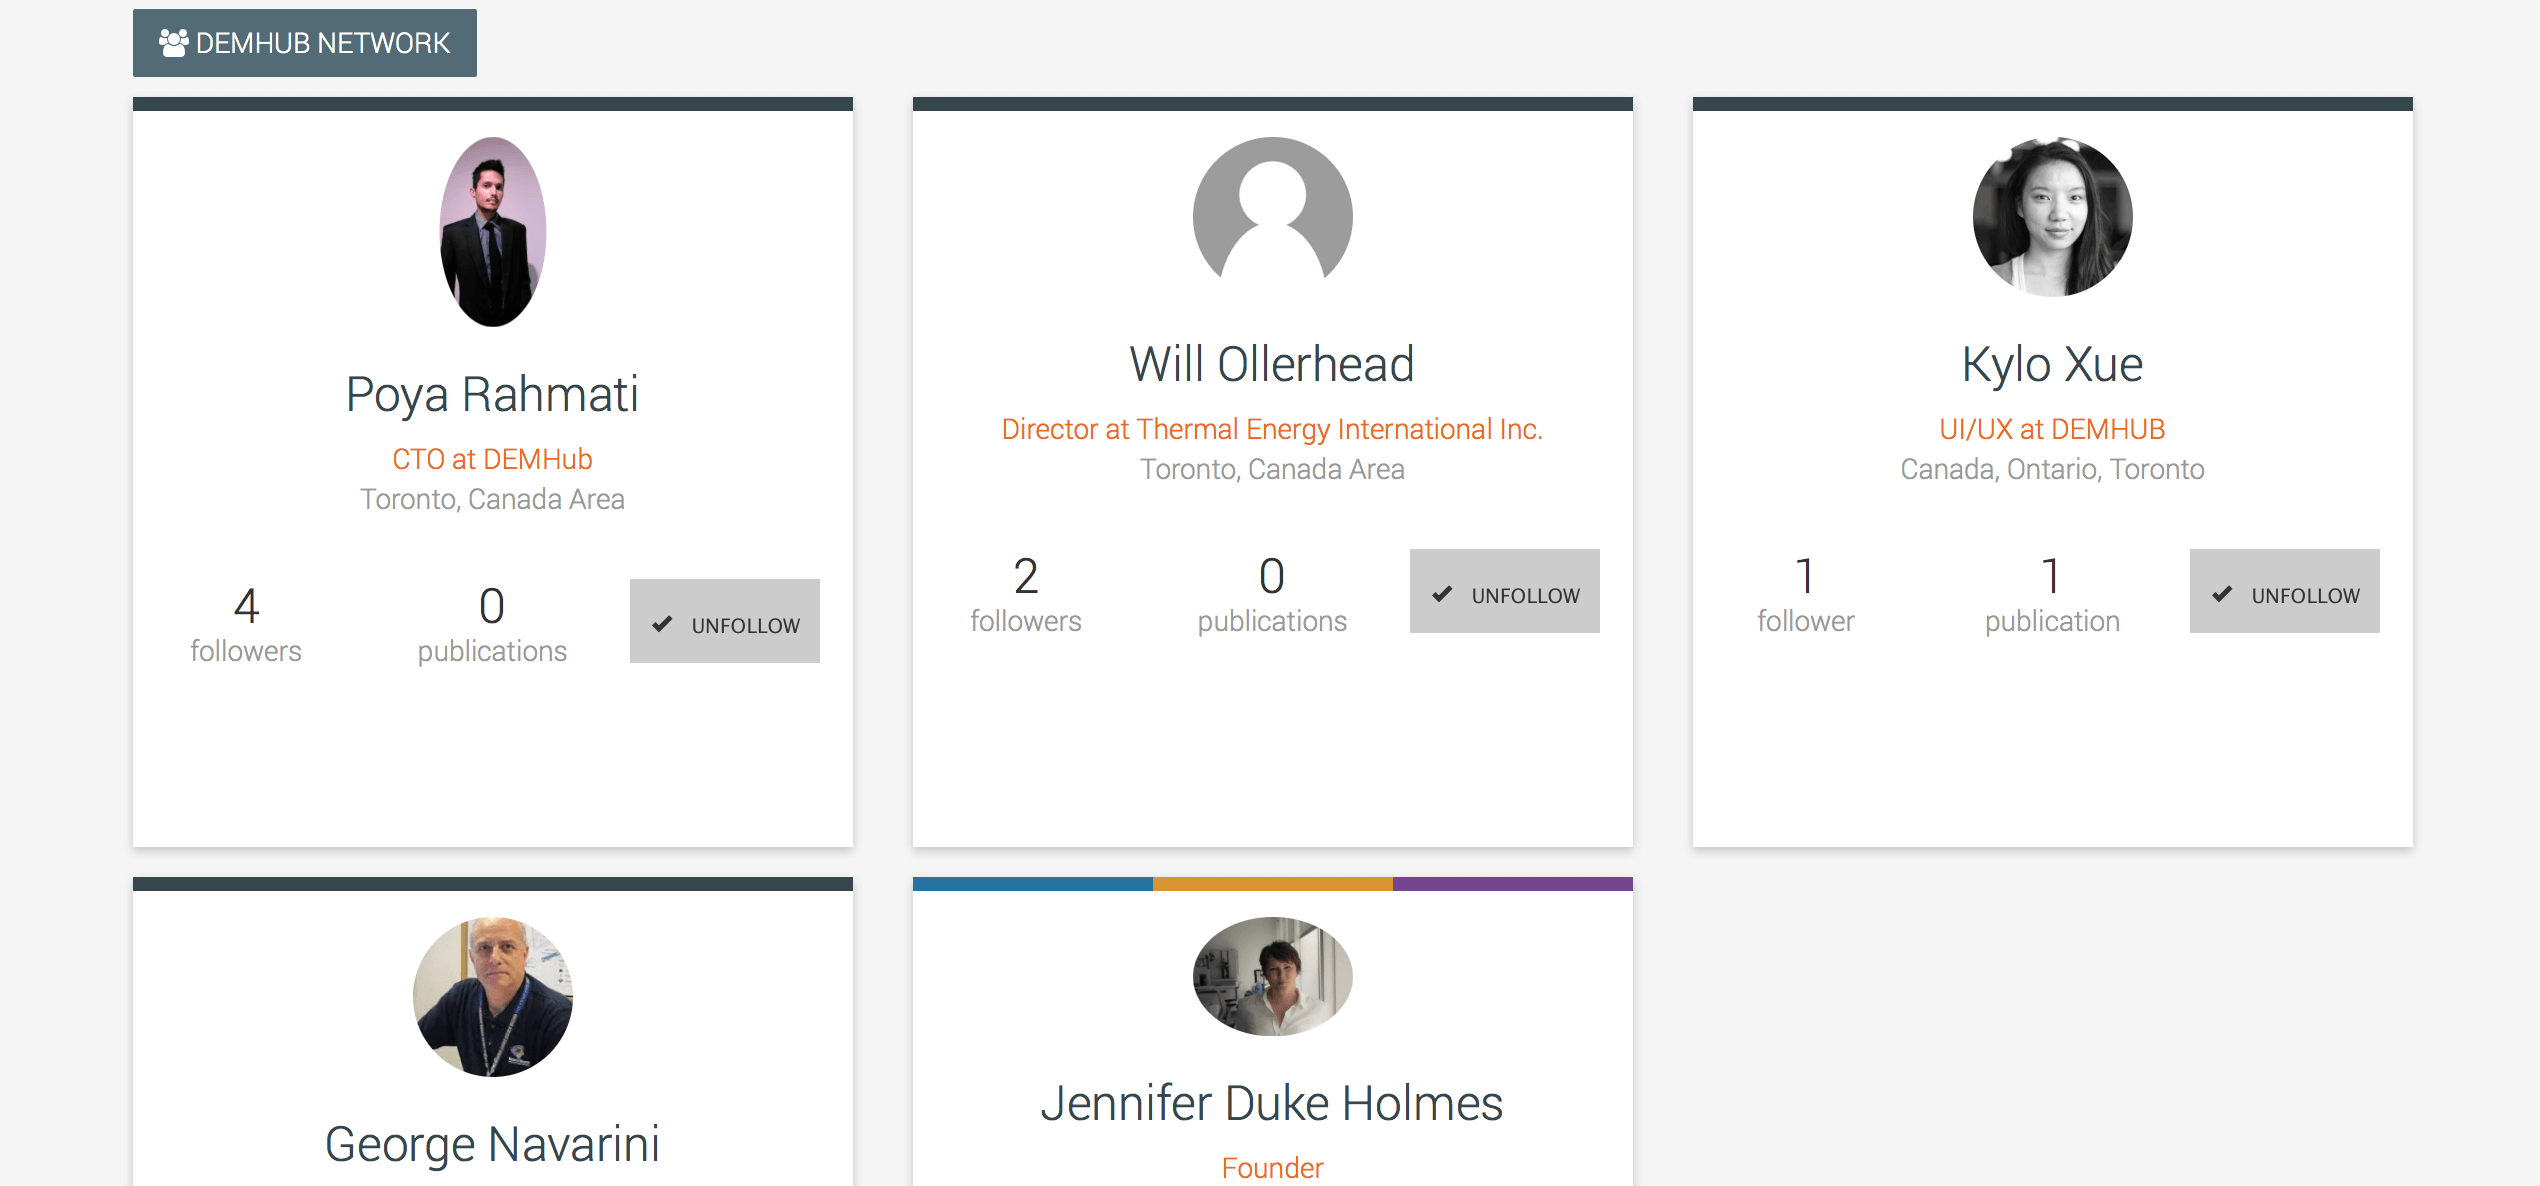 DEMHUB NETWORK
Poya Rahmati
CTO at DEMHub
Toronto, Canada Area
4
followers
0
publications
UNFOLLOW
Will Ollerhead
Director at Thermal Energy International Inc.
Toronto, Canada Area
2
followers
0
publications
UNFOLLOW
Kylo Xue
UI/UX at DEMHUB
Canada, Ontario, Toronto
1
follower
1
publication
UNFOLLOW
George Navarini
Jennifer Duke Holmes
Founder